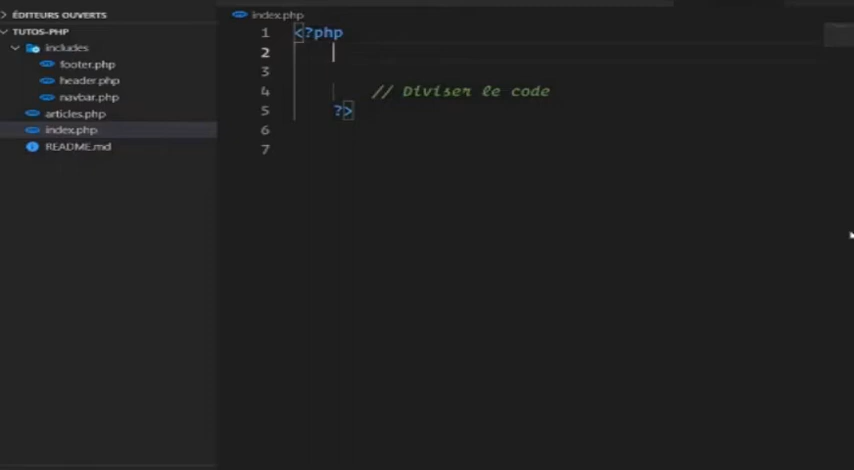 ÉDITEURS OUVERTS
TUTOS-PHP
includes
footer.php
header.php
navbar.php
articles.php
index.php
README.md
index.php
1 <?php
2
3
4 // Diviser le code
5 ?>
6
7